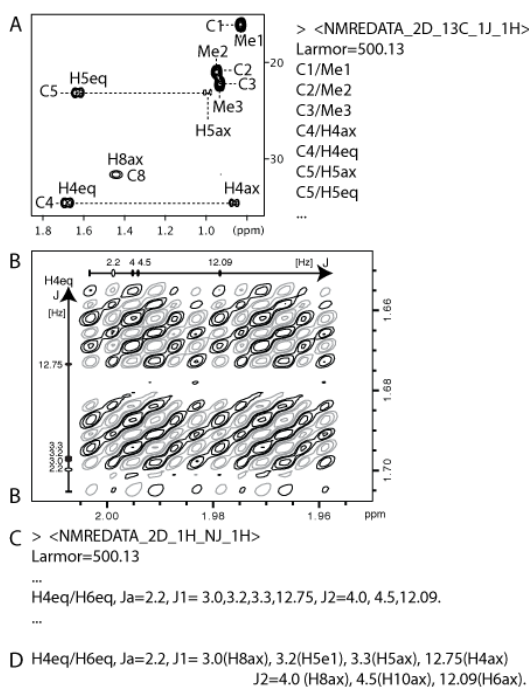 A
C1
Me1
Me2
C2
C3
Me3
C5
H5eq
H5ax
H8ax
C8
C4
H4eq
H4ax
20
30
1.8 1.6 1.4 1.2 1.0 (ppm)
> <NMREDATA_2D_13C_1J_1H>
Larmor=500.13
C1/Me1
C2/Me2
C3/Me3
C4/H4ax
C4/H4eq
C5/H5ax
C5/H5eq
...
B
2.2 4 4.5 12.09 [Hz] J
H4eq
J
[Hz]
12.75
1.66
1.68
1.70
B
2.00 1.98 1.96 ppm
C > <NMREDATA_2D_1H_NJ_1H>
Larmor=500.13
...
H4eq/H6eq, Ja=2.2, J1= 3.0,3.2,3.3,12.75, J2=4.0, 4.5,12.09.
...
D H4eq/H6eq, Ja=2.2, J1= 3.0(H8ax), 3.2(H5e1), 3.3(H5ax), 12.75(H4ax)
J2=4.0 (H8ax), 4.5(H10ax), 12.09(H6ax).